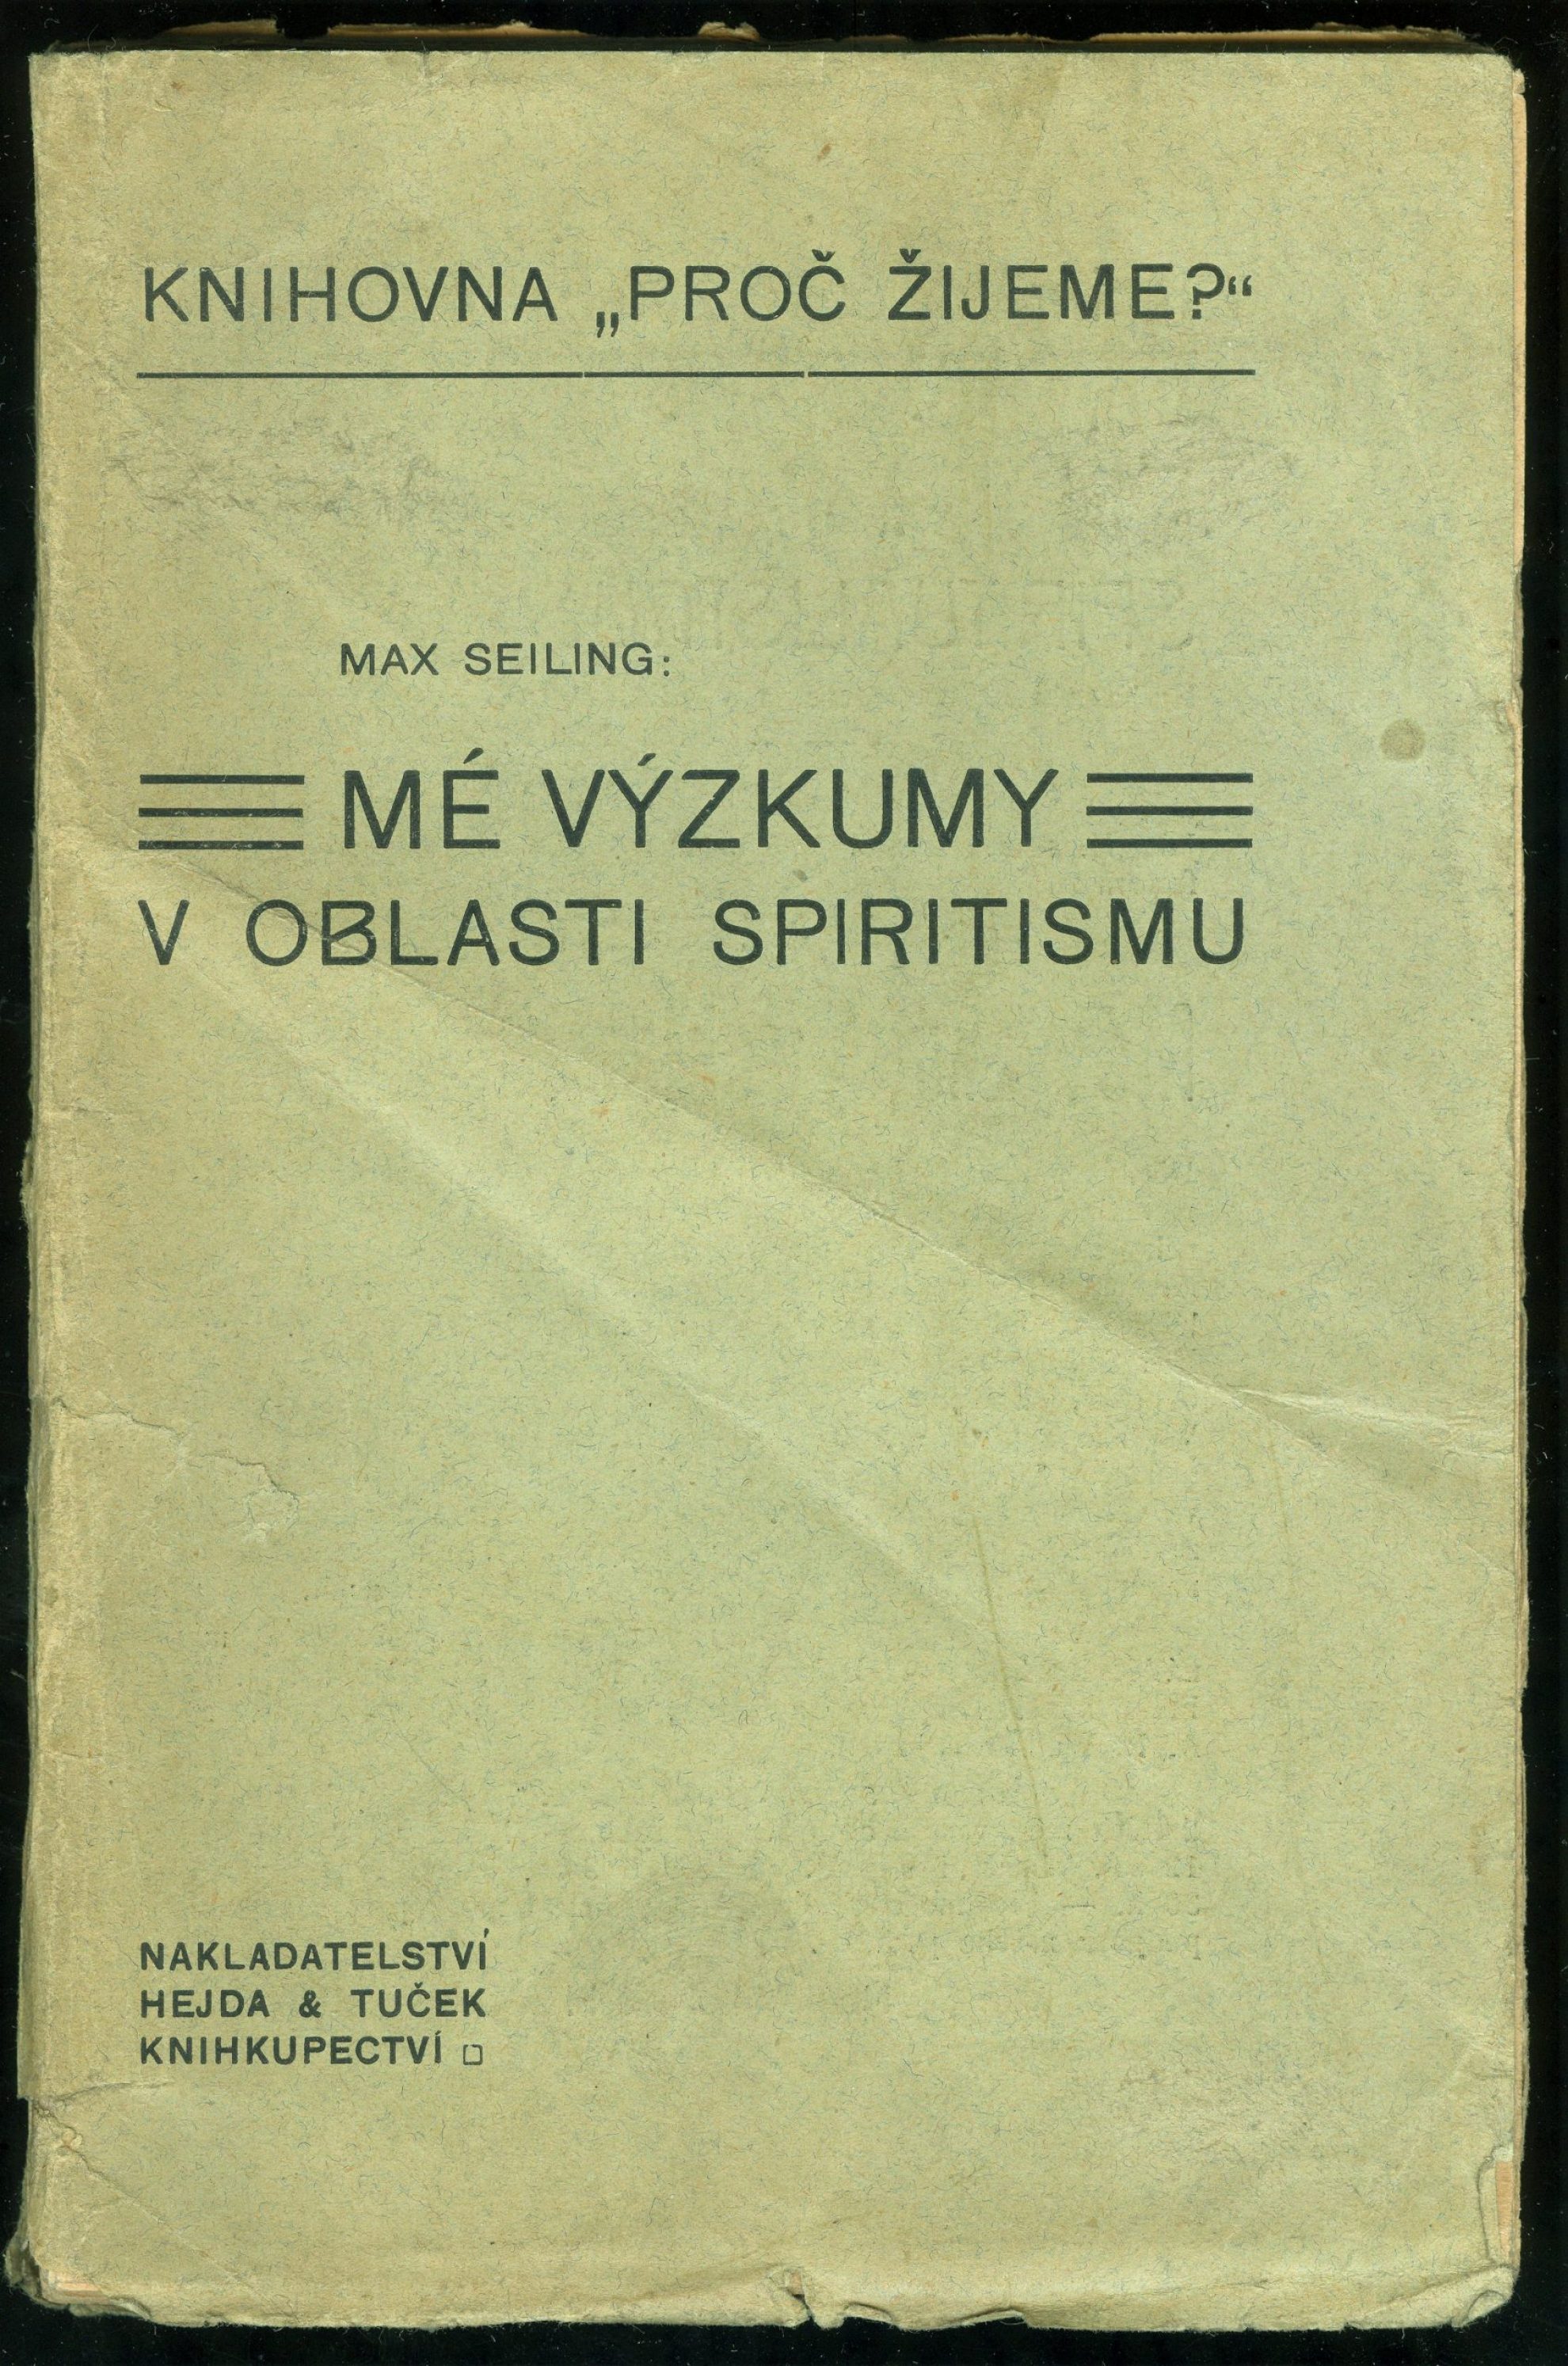 KNIHOVNA „PROČ ŽIJEME?“
MAX SEILING:
MÉ VÝZKUMY
V OBLASTI SPIRITISMU
NAKLADATELSTVÍ
HEJDA & TUČEK
KNIHKUPECTVÍ